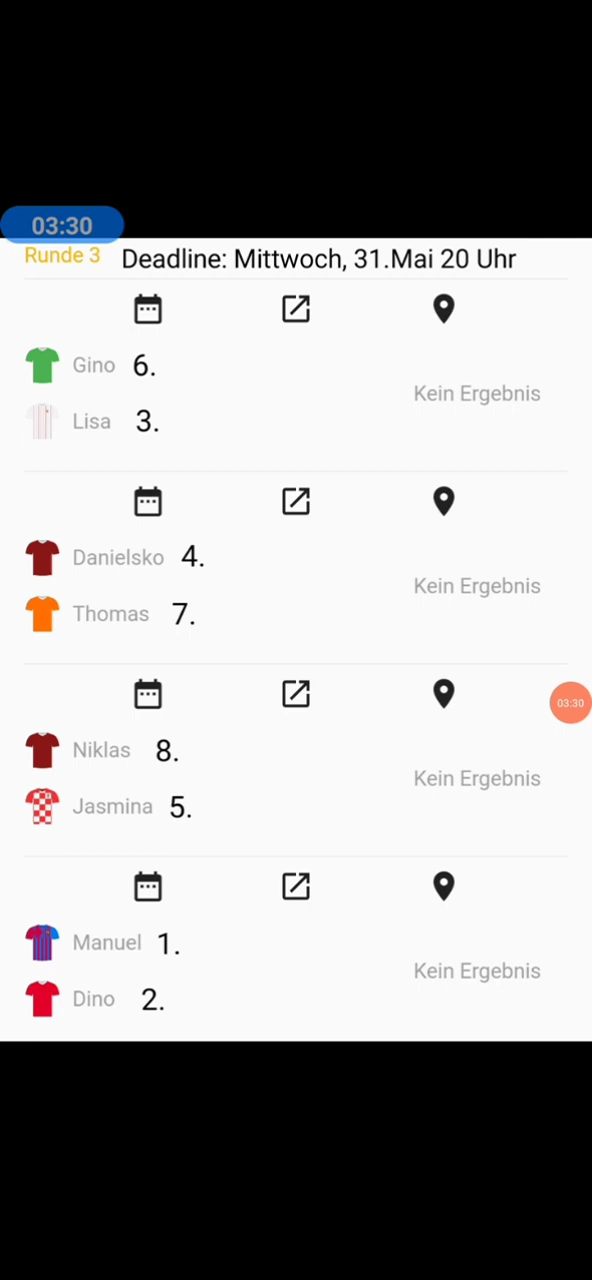 03:30
Runde 3 Deadline: Mittwoch, 31.Mai 20 Uhr
Gino 6.
Kein Ergebnis
Lisa 3.
Danielsko 4.
Kein Ergebnis
Thomas 7.
03:30
Niklas 8.
Kein Ergebnis
Jasmina 5.
Manuel 1.
Kein Ergebnis
Dino 2.